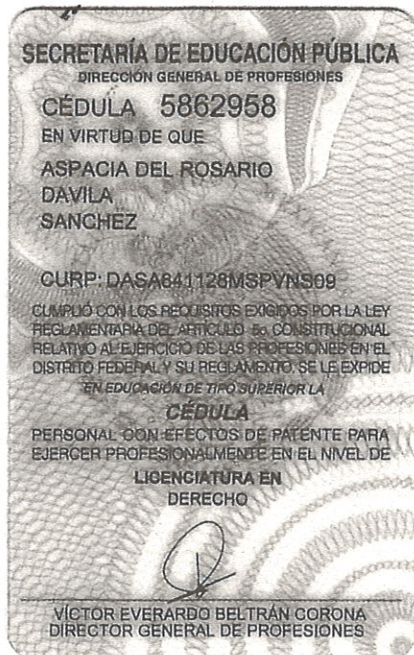 SECRETARÍA DE EDUCACIÓN PÚBLICA
DIRECCIÓN GENERAL DE PROFESIONES
CÉDULA 5862958
EN VIRTUD DE QUE
ASPACIA DEL ROSARIO
DAVILA
SANCHEZ
CURP: DASA641128MSPVNS09
CUMPLIÓ CON LOS REQUISITOS EXIGIDOS POR LA LEY
REGLAMENTARIA DEL ARTÍCULO 5o. CONSTITUCIONAL
RELATIVO AL EJERCICIO DE LAS PROFESIONES EN EL
DISTRITO FEDERAL Y SU REGLAMENTO, SE LE EXPIDE
EN EDUCACIÓN DE TIPO SUPERIOR LA
CÉDULA
PERSONAL CON EFECTOS DE PATENTE PARA
EJERCER PROFESIONALMENTE EN EL NIVEL DE
LICENCIATURA EN
DERECHO
VÍCTOR EVERARDO BELTRÁN CORONA
DIRECTOR GENERAL DE PROFESIONES